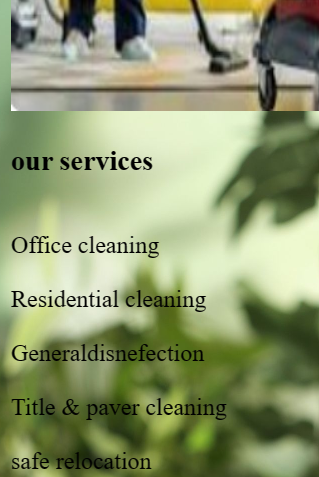 our services
Office cleaning
Residential cleaning
Generaldisnefection
Title & paver cleaning
safe relocation